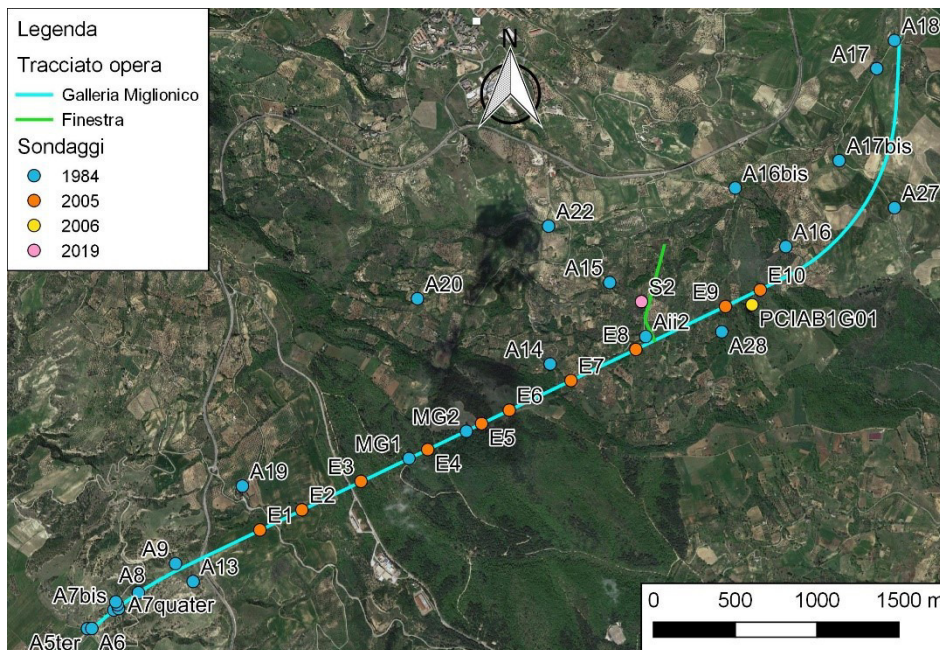 Legenda
Tracciato opera
Galleria Miglionico
Finestra
Sondaggi
1984
2005
2006
2019
N
A18
A17
A17bis
A16bis
A27
A22
A16
A15
E10
A20
S2
E9
PCIAB1G01
Aii2
E8
A28
A14
E7
E6
MG2
E5
MG1
E4
E3
A19
E2
E1
A9
A8
A13
A7bis
A7quater
A5ter
A6
0 500 1000 1500 m